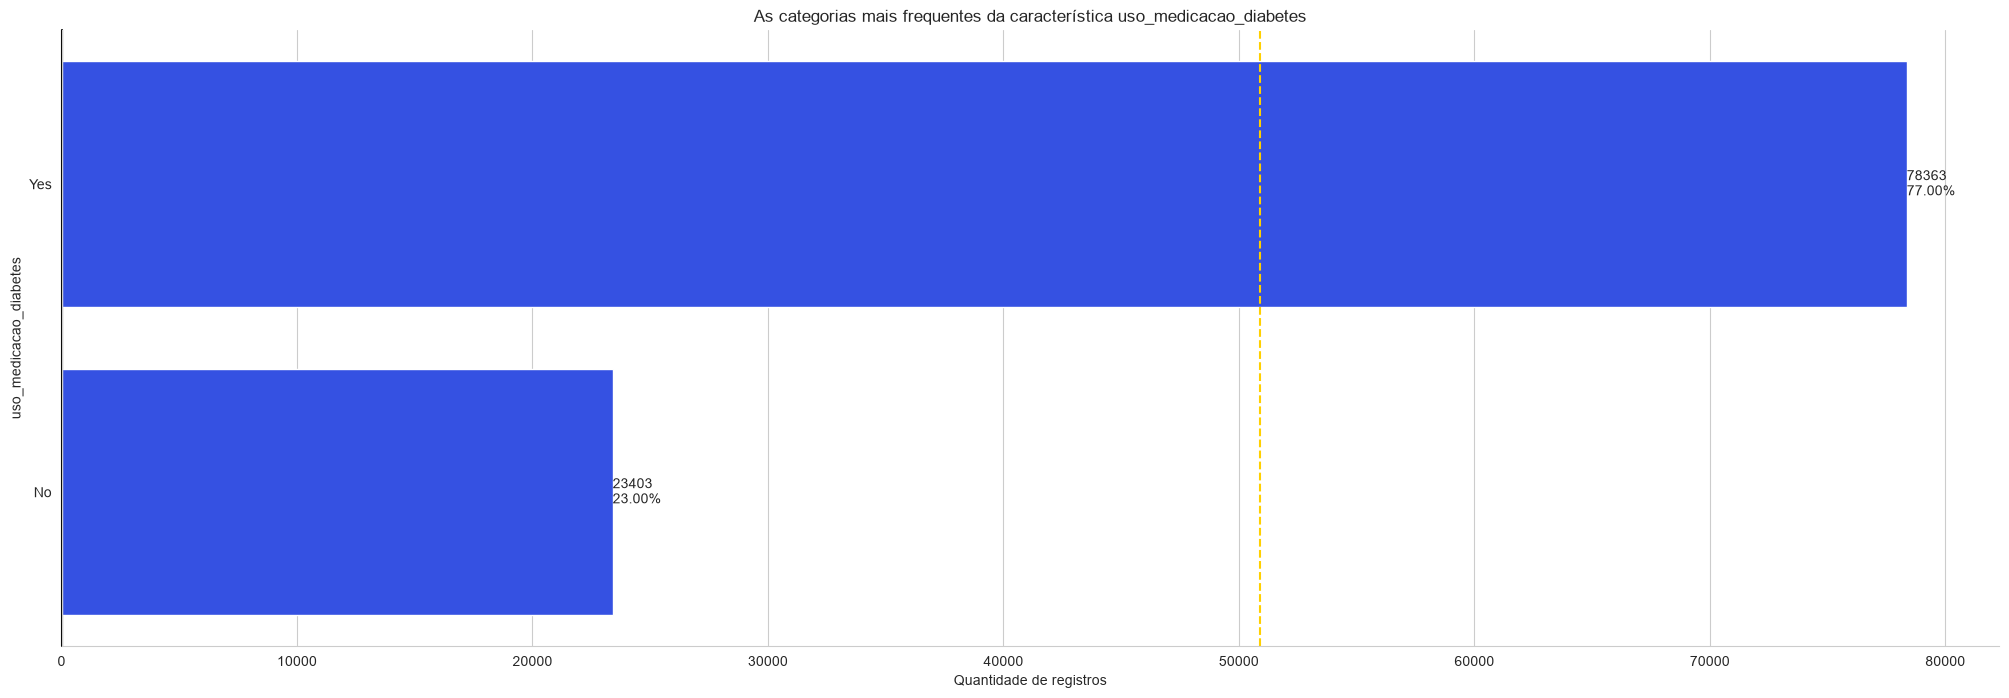 As categorias mais frequentes da característica uso_medicacao_diabetes
uso_medicacao_diabetes
Yes
78363
77.00%
No
23403
23.00%
0 10000 20000 30000 40000 50000 60000 70000 80000
Quantidade de registros